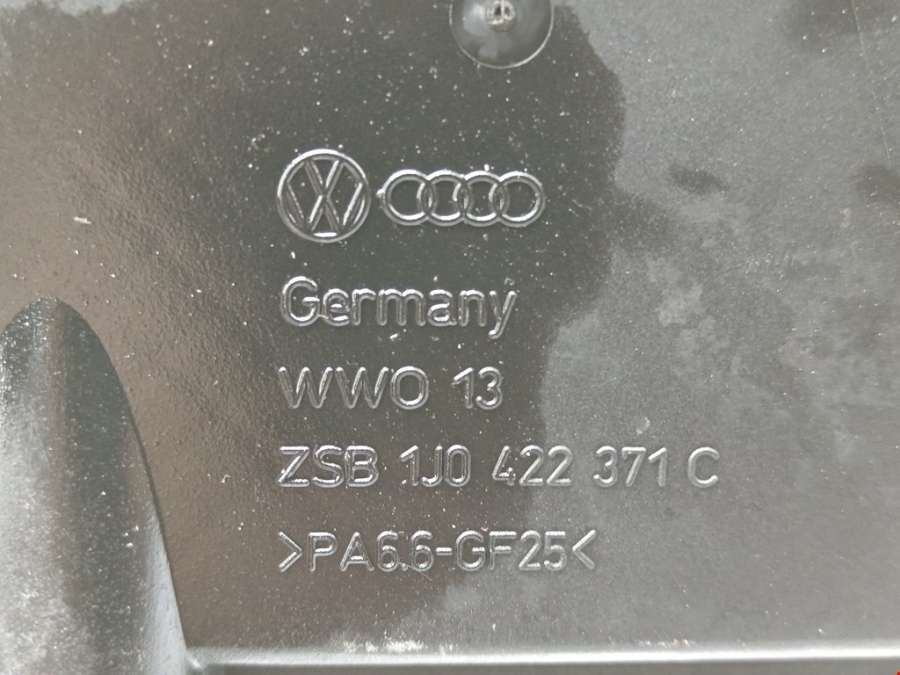 Germany
WWO 13
ZSB 1J0 422 371 C
>PA6.6-GF25<